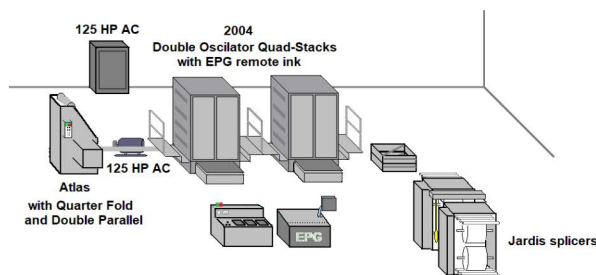 125 HP AC
2004
Double Oscilator Quad-Stacks
with EPG remote ink
125 HP AC
Atlas
with Quarter Fold
and Double Parallel
EPG
Jardis splicers